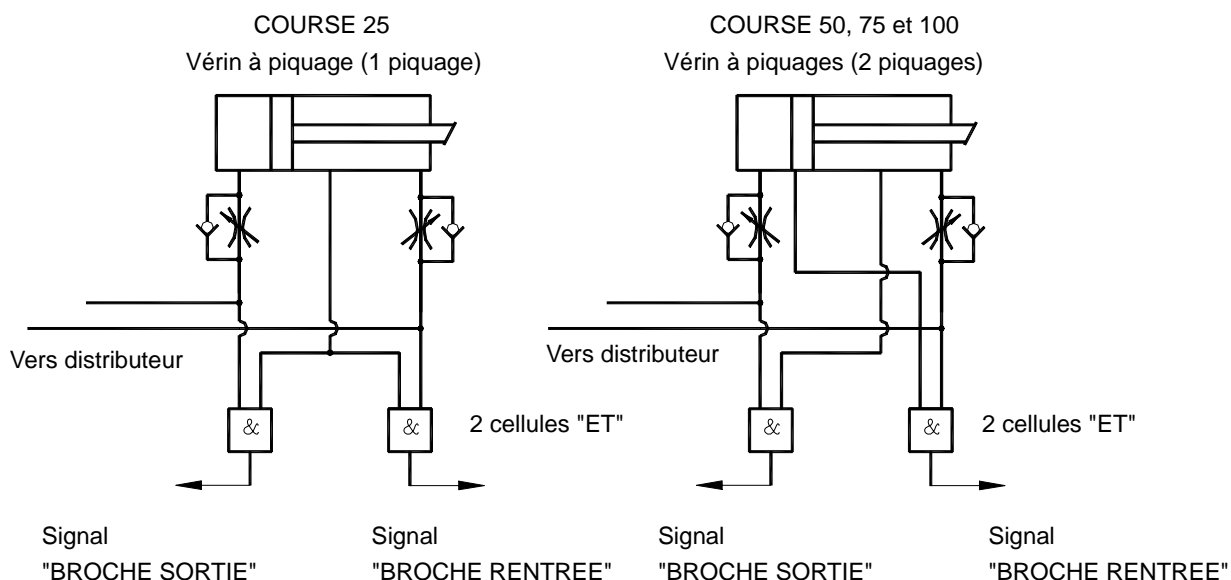 COURSE 25
Vérin à piquage (1 piquage)
COURSE 50, 75 et 100
Vérin à piquages (2 piquages)
Vers distributeur
Vers distributeur
&
&
2 cellules "ET"
&
&
2 cellules "ET"
Signal
"BROCHE SORTIE"
Signal
"BROCHE RENTREE"
Signal
"BROCHE SORTIE"
Signal
"BROCHE RENTREE"